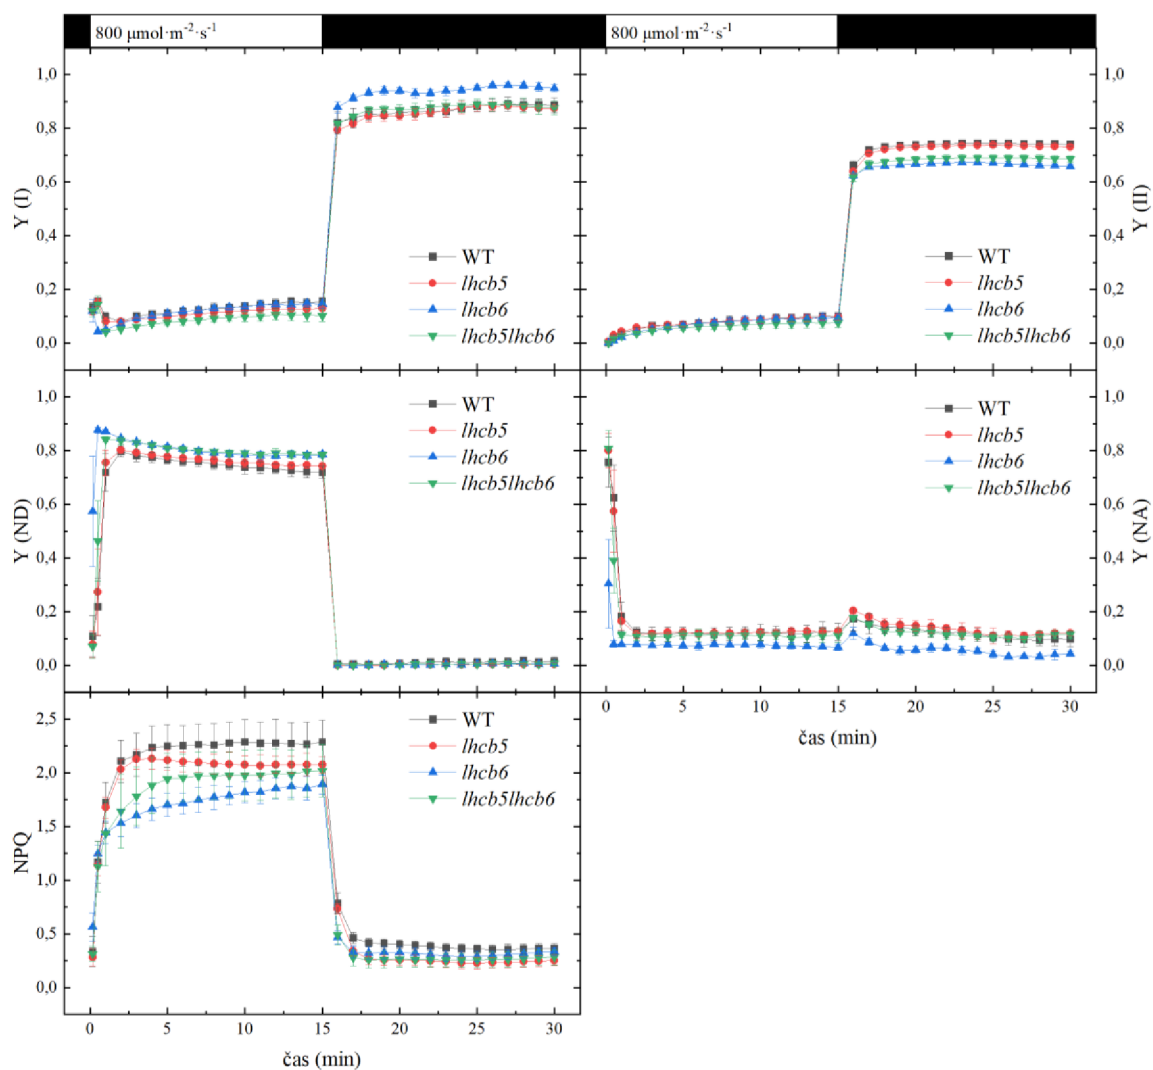 800 μmol·m⁻²·s⁻¹
800 μmol·m⁻²·s⁻¹
Y (I)
1,0
0,8
0,6
0,4
0,2
0,0
WT
lhcb5
lhcb6
lhcb5lhcb6
Y (II)
1,0
0,8
0,6
0,4
0,2
0,0
WT
lhcb5
lhcb6
lhcb5lhcb6
Y (ND)
1,0
0,8
0,6
0,4
0,2
0,0
WT
lhcb5
lhcb6
lhcb5lhcb6
Y (NA)
1,0
0,8
0,6
0,4
0,2
0,0
WT
lhcb5
lhcb6
lhcb5lhcb6
0 5 10 15 20 25 30
čas (min)
NPQ
2,5
2,0
1,5
1,0
0,5
0,0
WT
lhcb5
lhcb6
lhcb5lhcb6
0 5 10 15 20 25 30
čas (min)